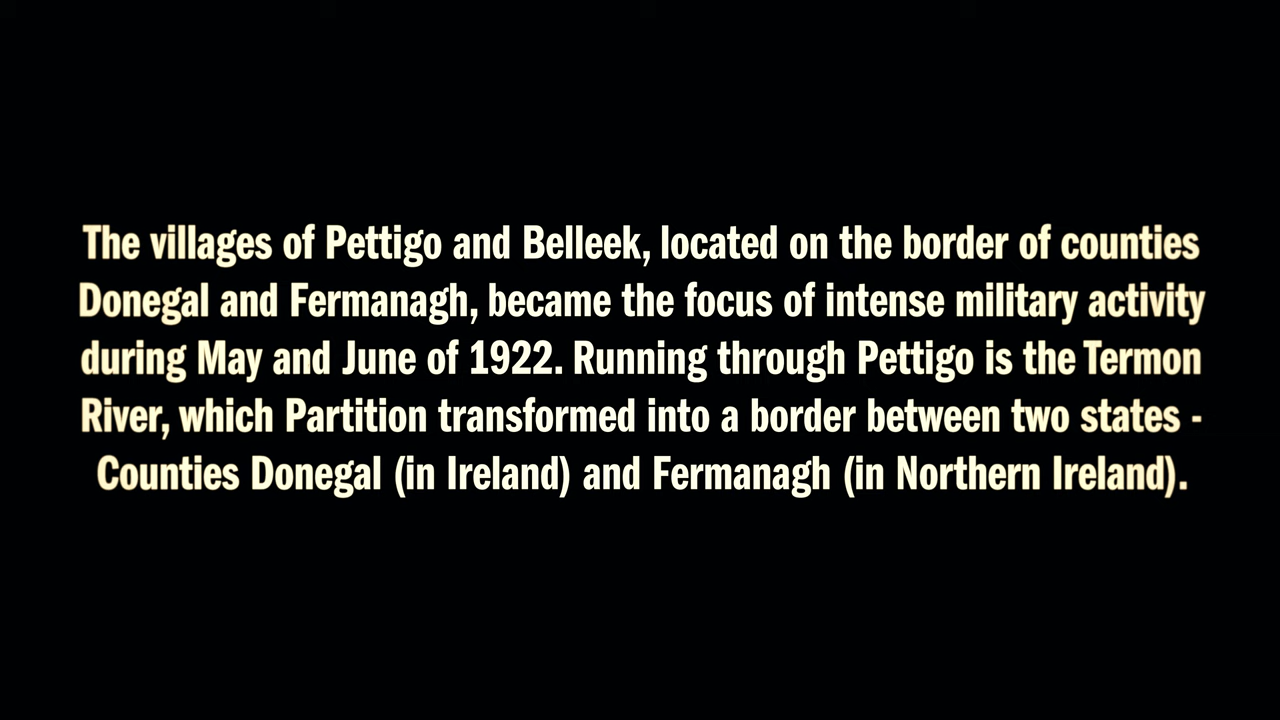 The villages of Pettigo and Belleek, located on the border of counties
Donegal and Fermanagh, became the focus of intense military activity
during May and June of 1922. Running through Pettigo is the Termon
River, which Partition transformed into a border between two states -
Counties Donegal (in Ireland) and Fermanagh (in Northern Ireland).